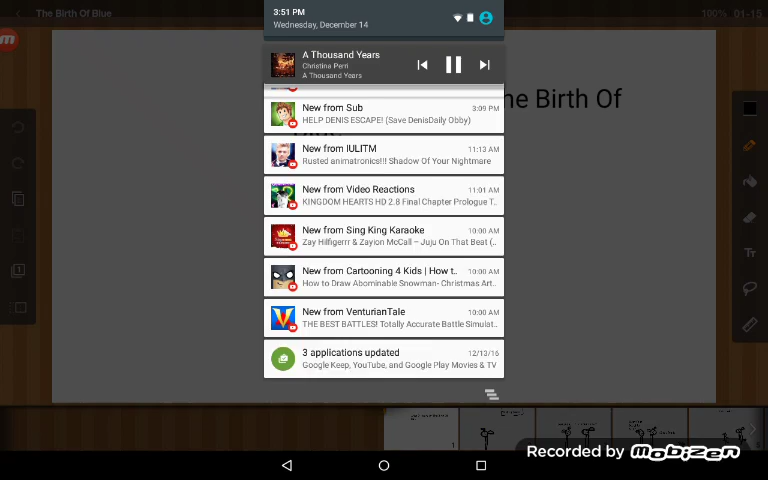 The Birth Of Blue
100% 01-15
3:51 PM
Wednesday, December 14
A Thousand Years
Christina Perri
A Thousand Years
he Birth Of
New from Sub 3:09 PM
HELP DENIS ESCAPE! (Save DenisDaily Obby)
New from IULITM 11:13 AM
Rusted animatronics!!! Shadow Of Your Nightmare
New from Video Reactions 11:01 AM
KINGDOM HEARTS HD 2.8 Final Chapter Prologue T..
New from Sing King Karaoke 10:00 AM
Zay Hilfigerrr & Zayion McCall – Juju On That Beat (..
New from Cartooning 4 Kids | How t.. 10:00 AM
How to Draw Abominable Snowman- Christmas Art..
New from VenturianTale 10:00 AM
THE BEST BATTLES! Totally Accurate Battle Simulat..
3 applications updated 12/13/16
Google Keep, YouTube, and Google Play Movies & TV
Tт
1
1
Recorded by mobizen